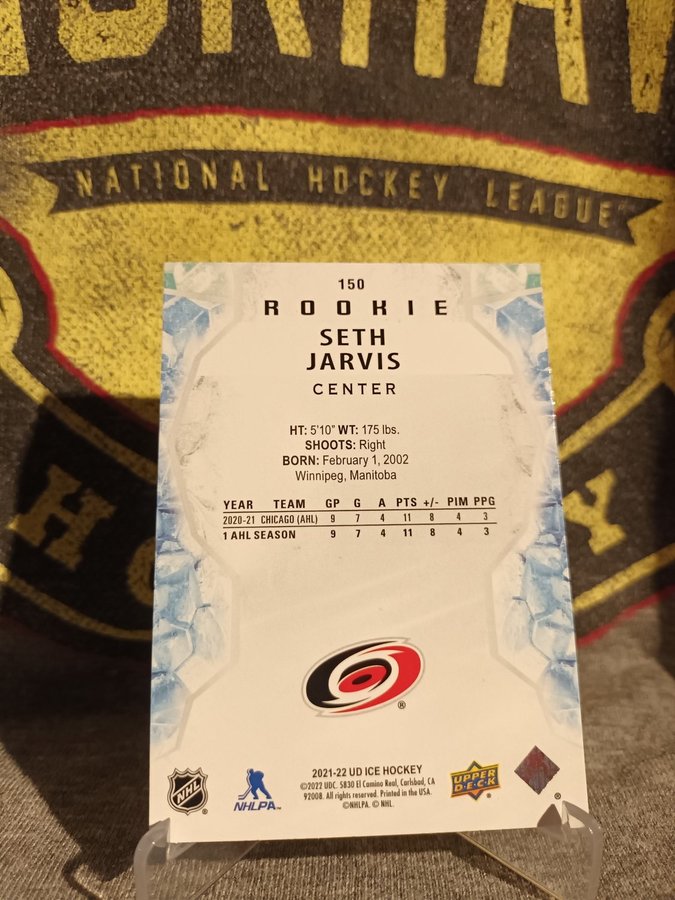 NATIONAL HOCKEY LEAGUE
150
ROOKIE
SETH
JARVIS
CENTER
HT: 5'10" WT: 175 lbs.
SHOOTS: Right
BORN: February 1, 2002
Winnipeg, Manitoba
YEAR TEAM GP G A PTS +/- PIM PPG
2020-21 CHICAGO (AHL) 9 7 4 11 8 4 3
1 AHL SEASON 9 7 4 11 8 4 3
®
2021-22 UD ICE HOCKEY
©2022 UDC. 5830 El Camino Real, Carlsbad, CA
92008. All rights reserved. Printed in the USA.
©NHLPA. © NHL.
NHL
NHLPA
UPPER
DECK